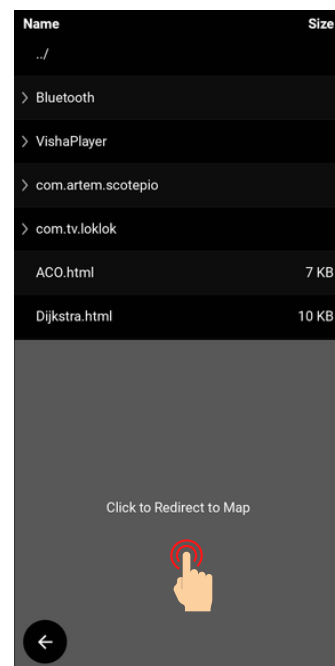 Name Size
../
Bluetooth
VishaPlayer
com.artem.scotepio
com.tv.loklok
ACO.html 7 KB
Dijkstra.html 10 KB
Click to Redirect to Map